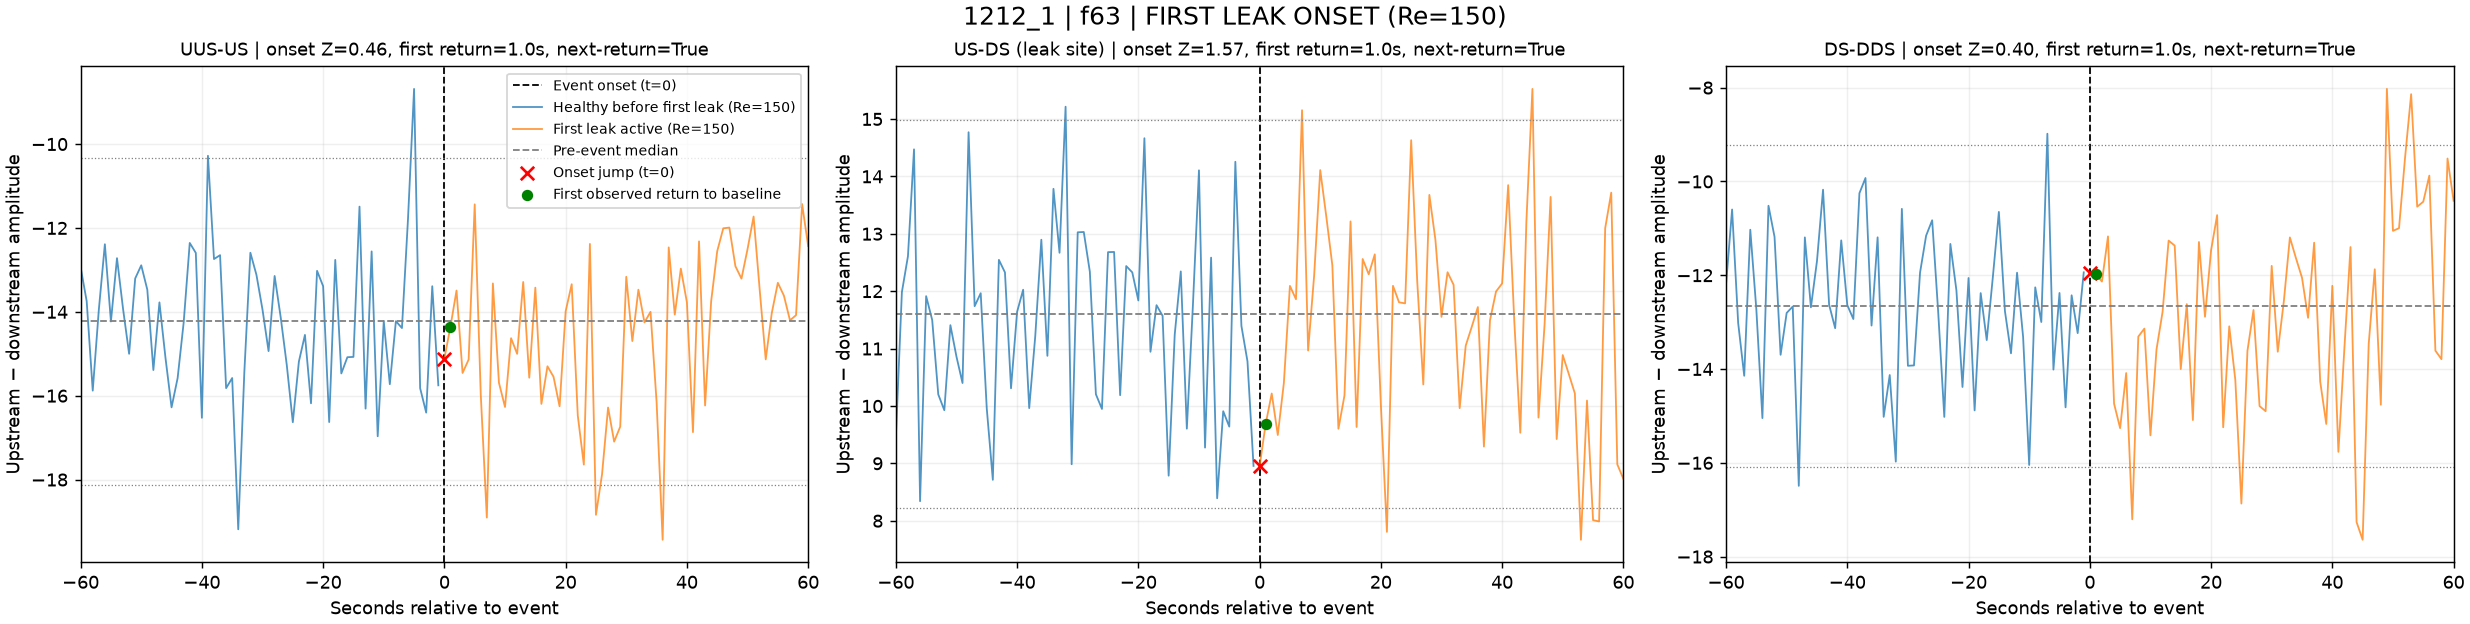 1212_1 | f63 | FIRST LEAK ONSET (Re=150)
UUS-US | onset Z=0.46, first return=1.0s, next-return=True
Upstream − downstream amplitude
−10
−12
−14
−16
−18
Event onset (t=0)
Healthy before first leak (Re=150)
First leak active (Re=150)
Pre-event median
Onset jump (t=0)
First observed return to baseline
−60
−40
−20
0
20
40
60
Seconds relative to event
US-DS (leak site) | onset Z=1.57, first return=1.0s, next-return=True
Upstream − downstream amplitude
15
14
13
12
11
10
9
8
−60
−40
−20
0
20
40
60
Seconds relative to event
DS-DDS | onset Z=0.40, first return=1.0s, next-return=True
Upstream − downstream amplitude
−8
−10
−12
−14
−16
−18
−60
−40
−20
0
20
40
60
Seconds relative to event